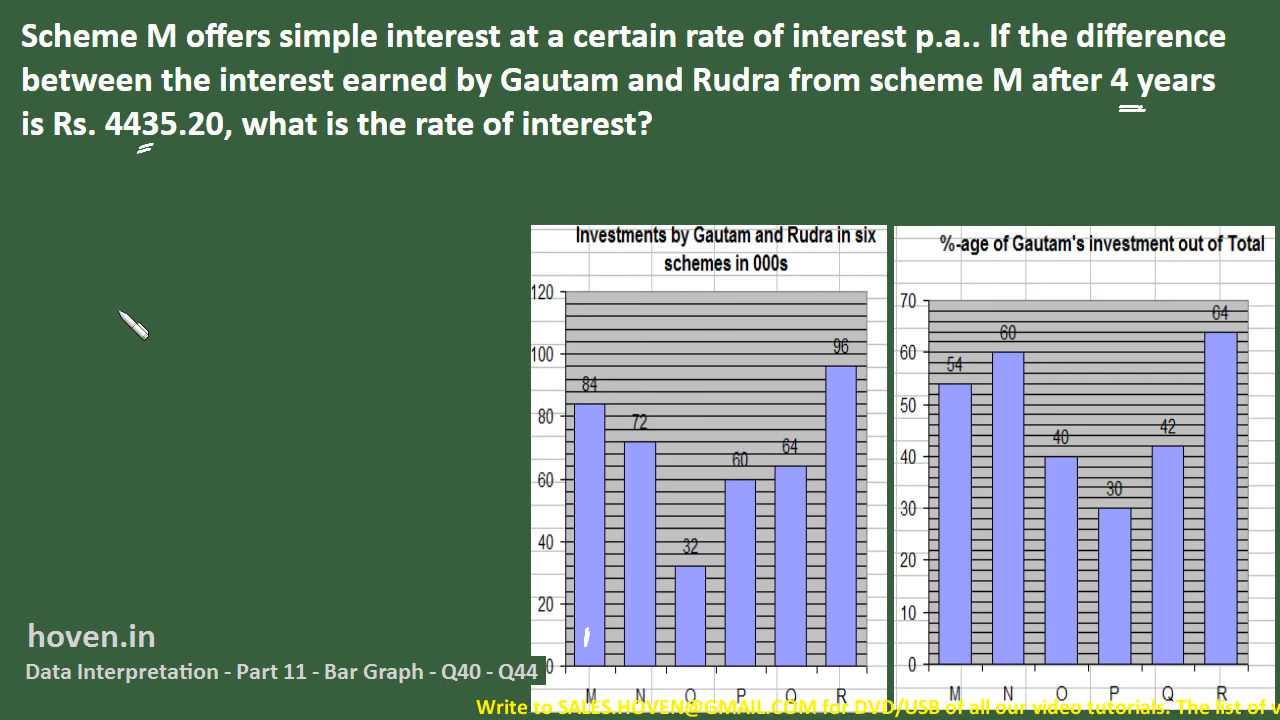 Scheme M offers simple interest at a certain rate of interest p.a.. If the difference
between the interest earned by Gautam and Rudra from scheme M after 4 years
is Rs. 4435.20, what is the rate of interest?
Investments by Gautam and Rudra in six
schemes in 000s
120
100
80
60
40
20
0
84
72
32
60
64
96
M N O P Q R
%-age of Gautam's investment out of Total
70
60
50
40
30
20
10
0
54
60
40
30
42
64
M N O P Q R
hoven.in
Data Interpretation - Part 11 - Bar Graph - Q40 - Q44
Write to SALES.HOVEN@GMAIL.COM for DVD/USB of all our video tutorials. The list of